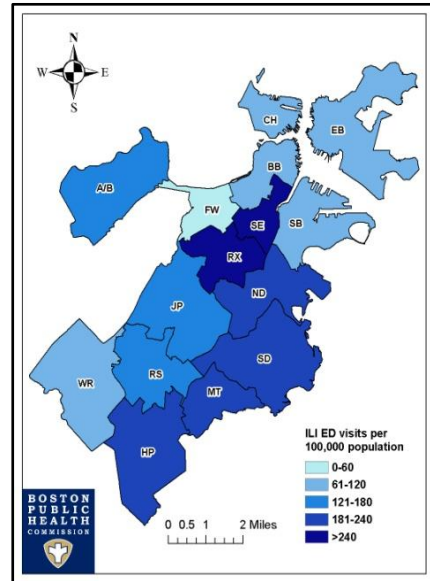 N
W E
S
CH
EB
BB
A/B
FW
SE
SB
RX
ND
JP
SD
WR
RS
MT
HP
ILI ED visits per
100,000 population
0-60
61-120
121-180
181-240
>240
BOSTON
PUBLIC
HEALTH
COMMISSION
0 0.5 1 2 Miles